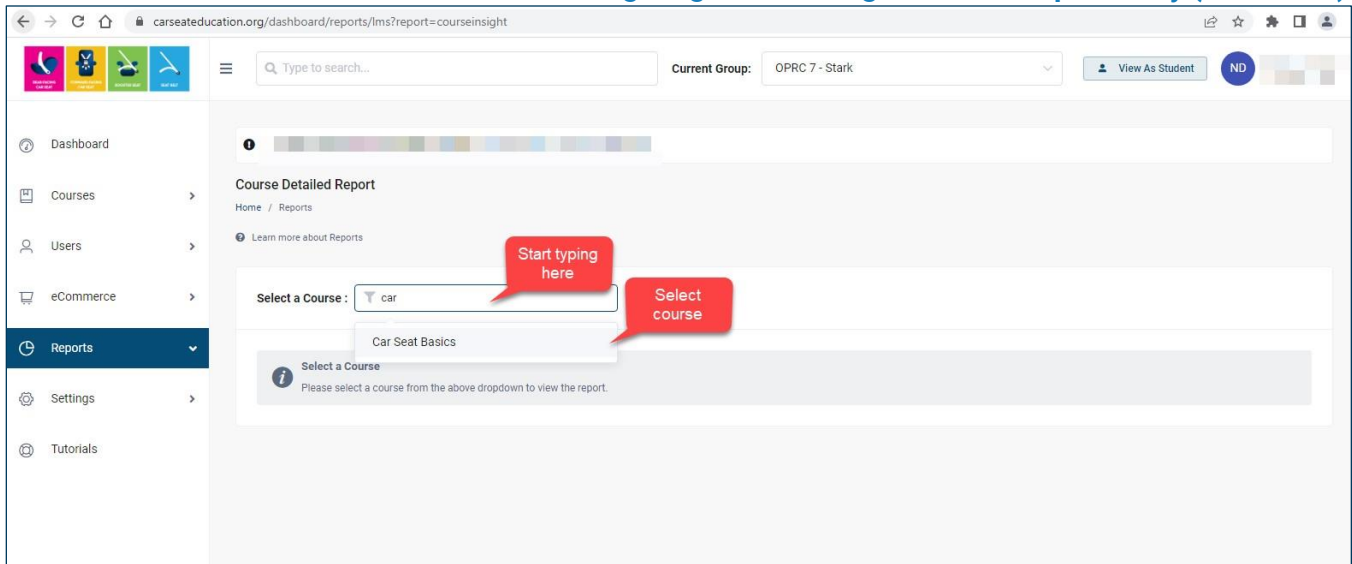 carseateducation.org/dashboard/reports/lms?report=courseinsight
Type to search...
Current Group:
OPRC 7 - Stark
View As Student
ND
Dashboard
Courses
Users
eCommerce
Reports
Settings
Tutorials
Course Detailed Report
Home / Reports
Learn more about Reports
Start typing
here
Select a Course :
car
Select
course
Car Seat Basics
Select a Course
Please select a course from the above dropdown to view the report.